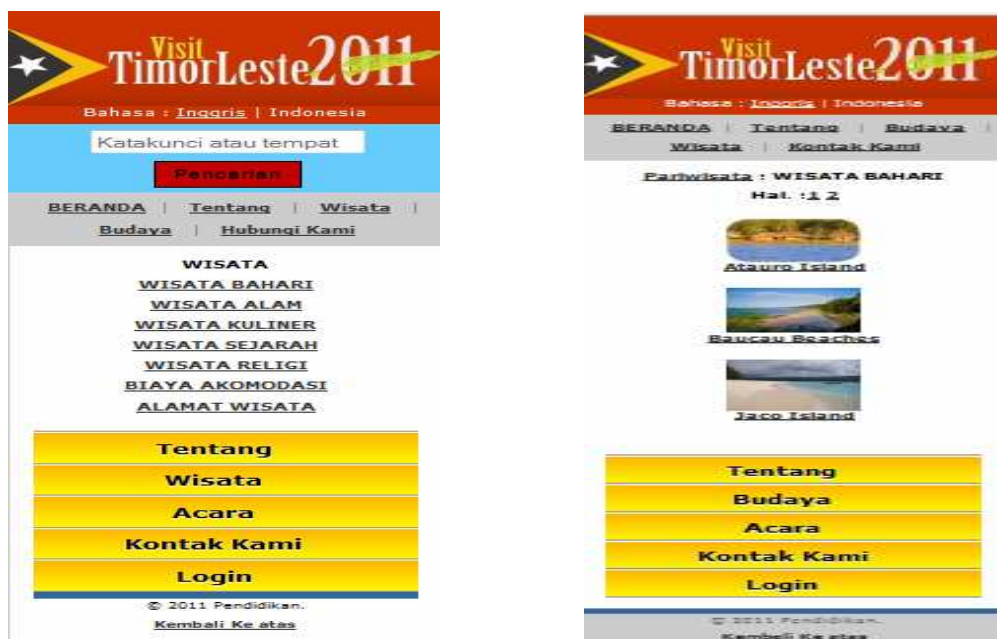 Visit
TimorLeste2011
Bahasa : Inggris | Indonesia
Katakunci atau tempat
Pencarian
BERANDA | Tentang | Wisata |
Budaya | Hubungi Kami
WISATA
WISATA BAHARI
WISATA ALAM
WISATA KULINER
WISATA SEJARAH
WISATA RELIGI
BIAYA AKOMODASI
ALAMAT WISATA
Tentang
Wisata
Acara
Kontak Kami
Login
© 2011 Pendidikan.
Kembali Ke atas
Visit
TimorLeste2011
Bahasa : Inggris | Indonesia
BERANDA | Tentang | Budaya |
Wisata | Kontak Kami
Pariwisata : WISATA BAHARI
Hal. :1 2
Atauro Island
Baucau Beaches
Jaco Island
Tentang
Budaya
Acara
Kontak Kami
Login
© 2011 Pendidikan.
Kembali Ke atas